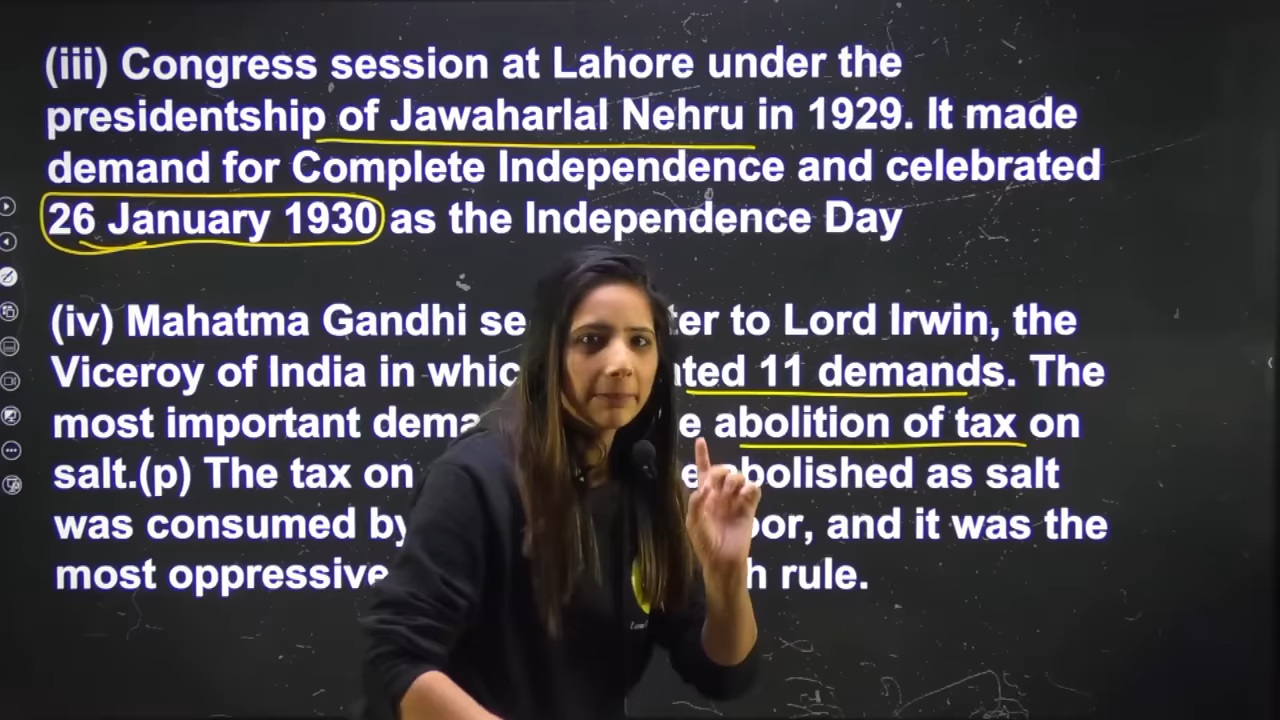 (iii) Congress session at Lahore under the
presidentship of Jawaharlal Nehru in 1929. It made
demand for Complete Independence and celebrated
26 January 1930 as the Independence Day
(iv) Mahatma Gandhi se ter to Lord Irwin, the
Viceroy of India in whic ted 11 demands. The
most important dema e abolition of tax on
salt.(p) The tax on e abolished as salt
was consumed by oor, and it was the
most oppressive h rule.